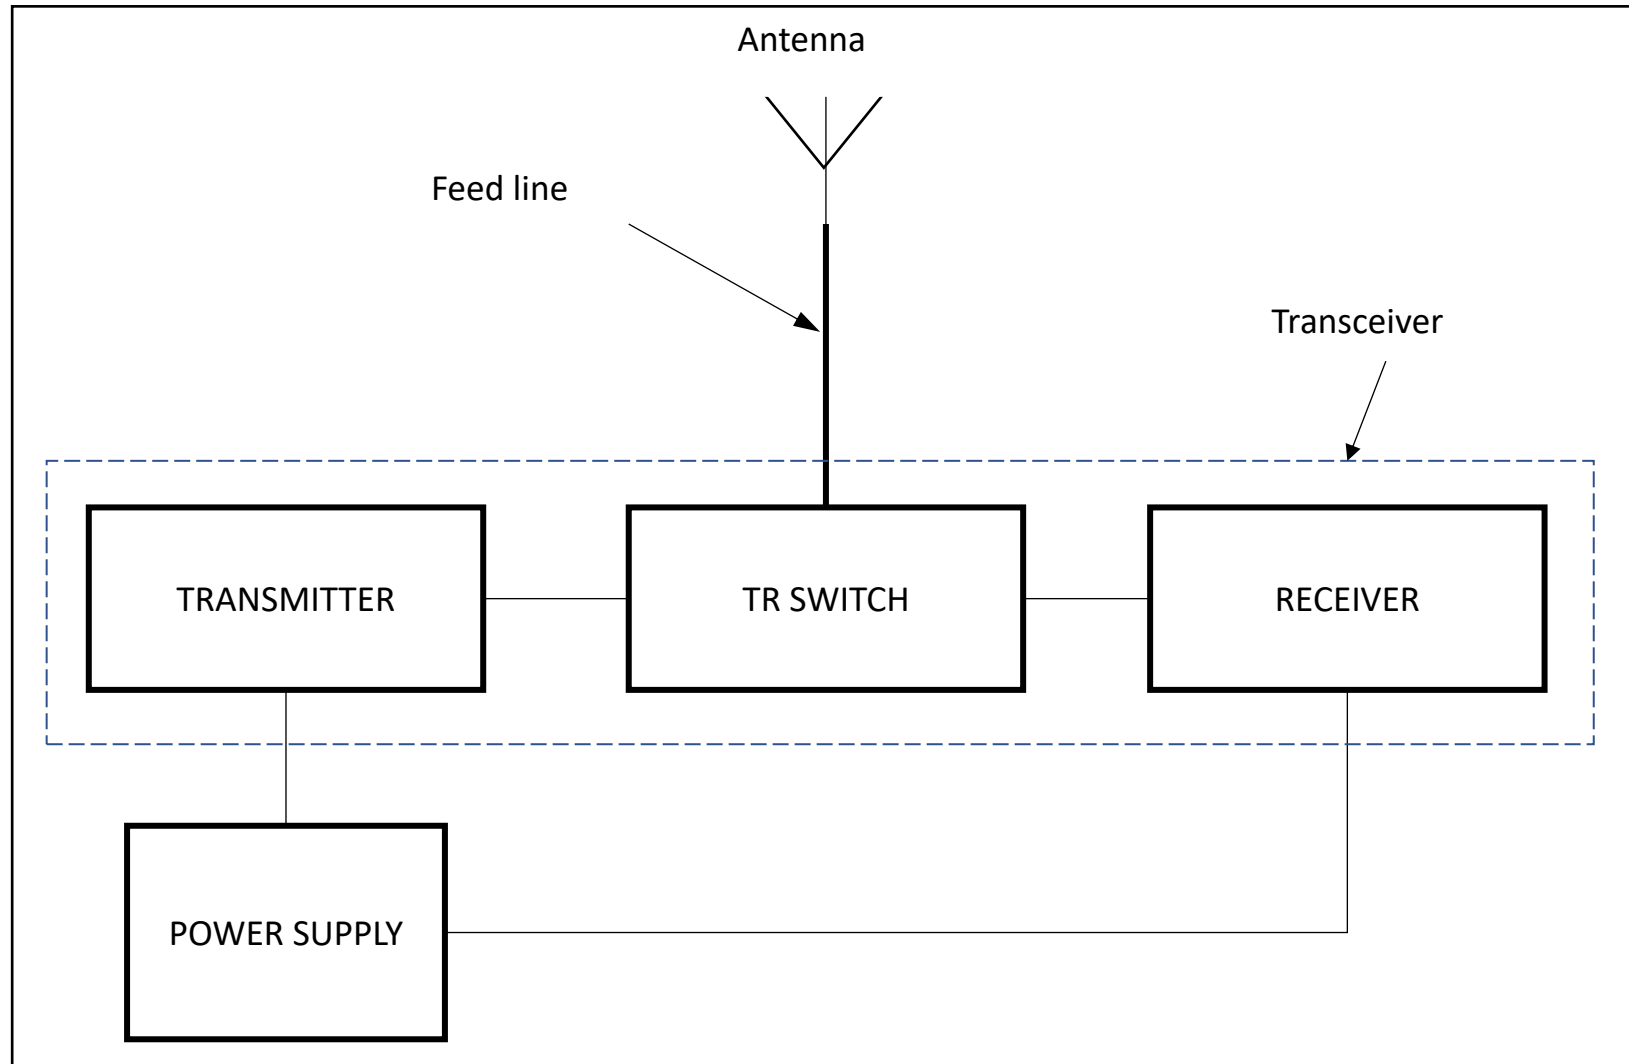 Antenna
Feed line
Transceiver
TRANSMITTER
TR SWITCH
RECEIVER
POWER SUPPLY